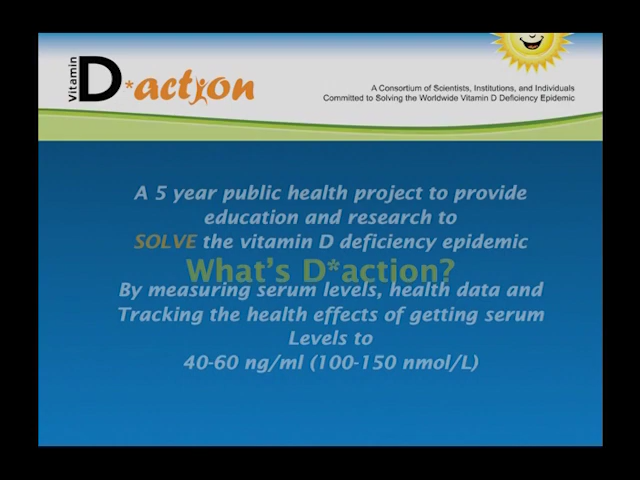 Vitamin
D*action
A Consortium of Scientists, Institutions, and Individuals
Committed to Solving the Worldwide Vitamin D Deficiency Epidemic
A 5 year public health project to provide
education and research to
SOLVE the vitamin D deficiency epidemic
What's D*action?
By measuring serum levels, health data and
Tracking the health effects of getting serum
Levels to
40-60 ng/ml (100-150 nmol/L)